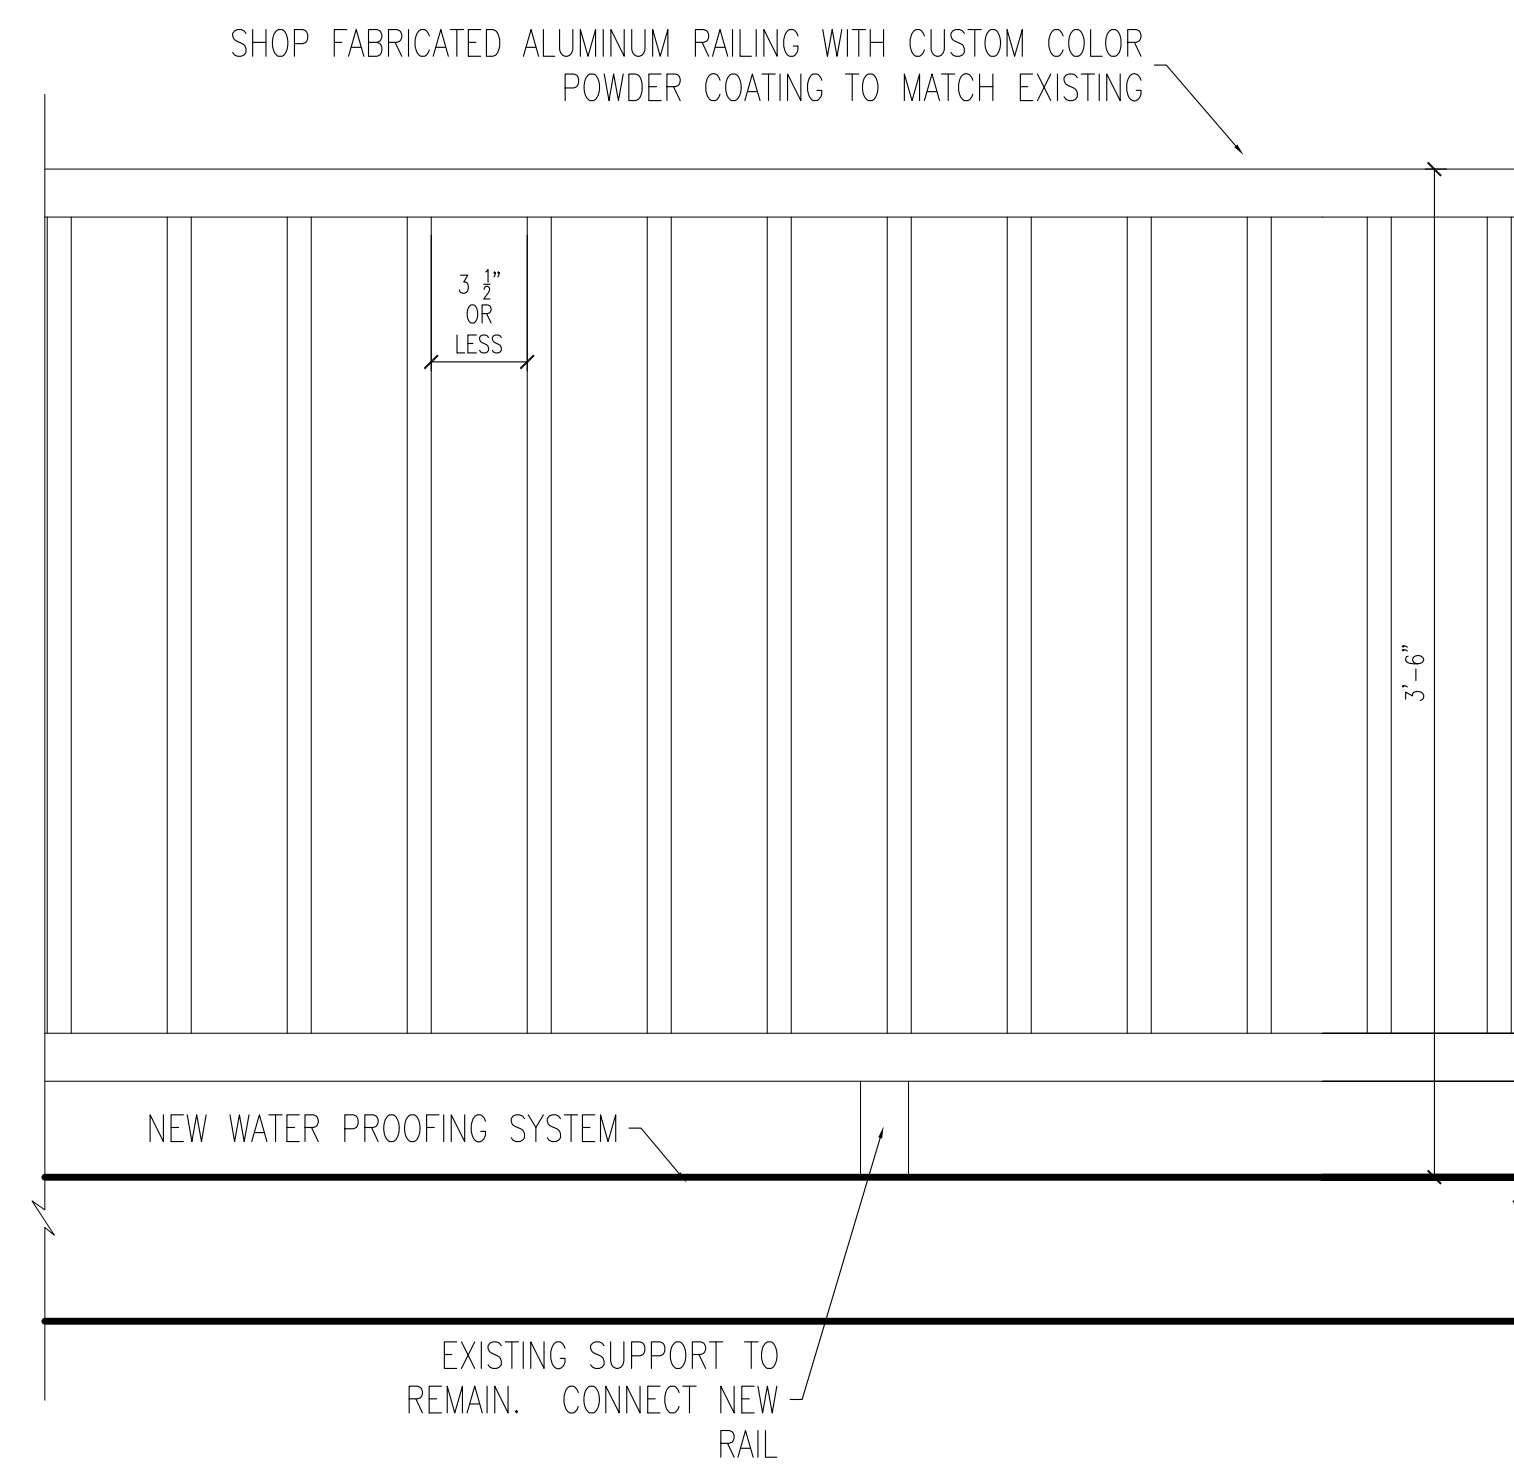 SHOP FABRICATED ALUMINUM RAILING WITH CUSTOM COLOR
POWDER COATING TO MATCH EXISTING
3 1/2"
OR
LESS
3'-6"
NEW WATER PROOFING SYSTEM
EXISTING SUPPORT TO
REMAIN. CONNECT NEW
RAIL